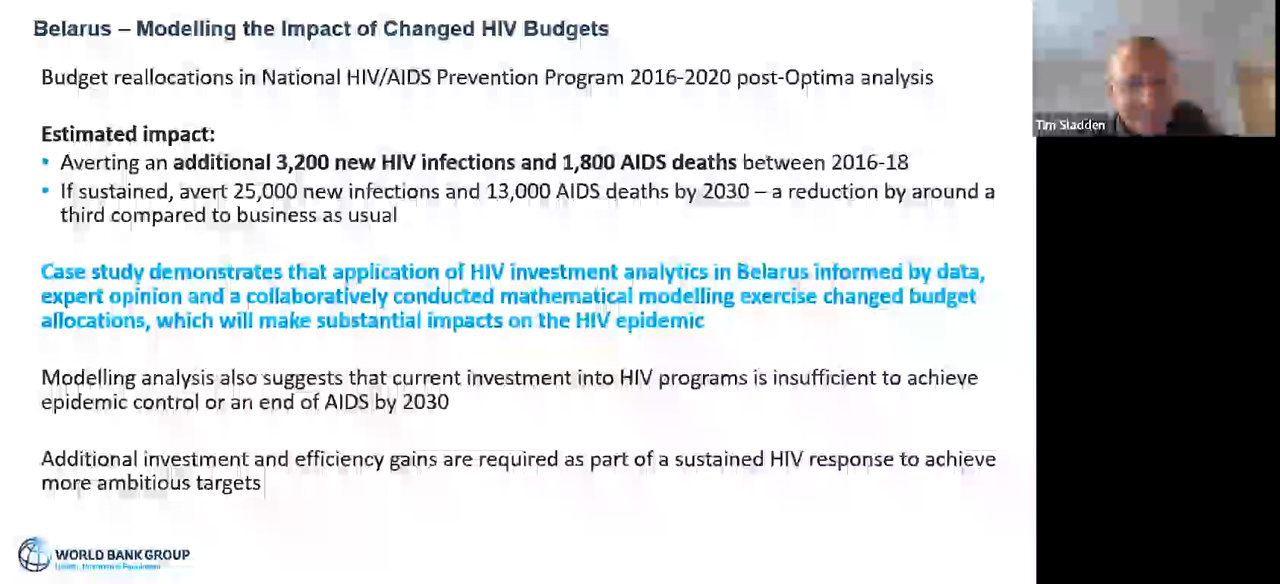 Belarus – Modelling the Impact of Changed HIV Budgets
Budget reallocations in National HIV/AIDS Prevention Program 2016-2020 post-Optima analysis
Estimated impact:
• Averting an additional 3,200 new HIV infections and 1,800 AIDS deaths between 2016-18
• If sustained, avert 25,000 new infections and 13,000 AIDS deaths by 2030 – a reduction by around a
third compared to business as usual
Case study demonstrates that application of HIV investment analytics in Belarus informed by data,
expert opinion and a collaboratively conducted mathematical modelling exercise changed budget
allocations, which will make substantial impacts on the HIV epidemic
Modelling analysis also suggests that current investment into HIV programs is insufficient to achieve
epidemic control or an end of AIDS by 2030
Additional investment and efficiency gains are required as part of a sustained HIV response to achieve
more ambitious targets
WORLD BANK GROUP
Tim Sladden